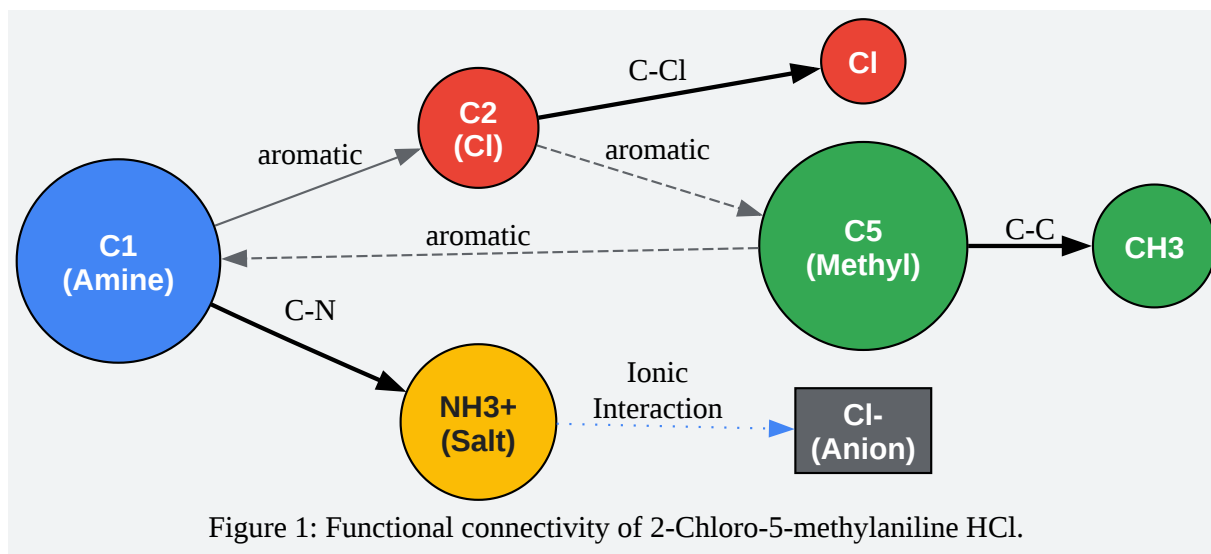 Cl
C-Cl
C2
(Cl)
aromatic
aromatic
C1
(Amine)
aromatic
C5
(Methyl)
C-C
CH3
C-N
NH3+
(Salt)
Ionic
Interaction
Cl-
(Anion)
Figure 1: Functional connectivity of 2-Chloro-5-methylaniline HCl.